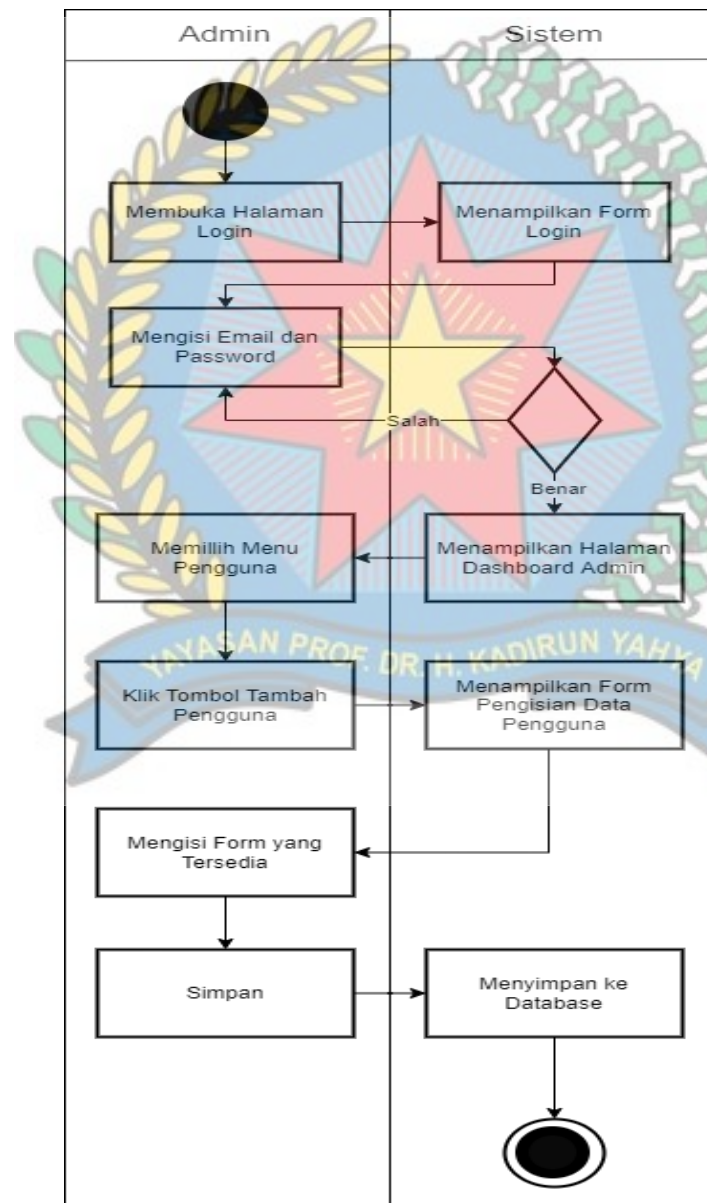 Admin
Sistem
Membuka Halaman
Login
Menampilkan Form
Login
Mengisi Email dan
Password
Salah
Benar
Memillih Menu
Pengguna
Menampilkan Halaman
Dashboard Admin
YAYASAN PROF. DR. H. KADIRUN YAHYA
Klik Tombol Tambah
Pengguna
Menampilkan Form
Pengisian Data
Pengguna
Mengisi Form yang
Tersedia
Simpan
Menyimpan ke
Database